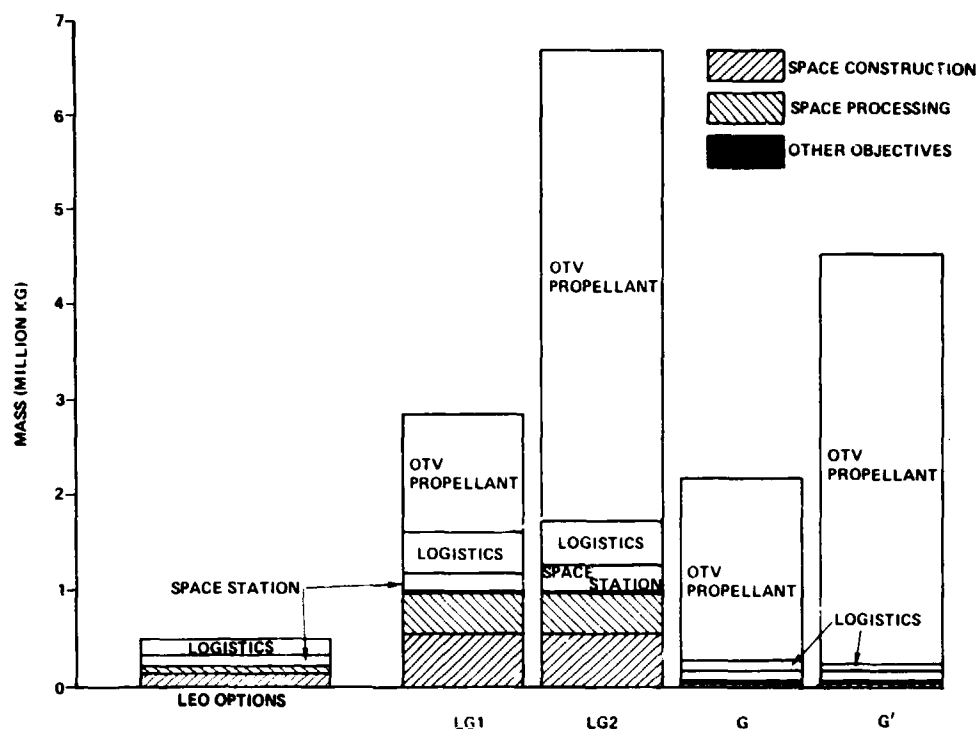 7
6
5
4
3
2
1
0
MASS (MILLION KG)
SPACE CONSTRUCTION
SPACE PROCESSING
OTHER OBJECTIVES
SPACE STATION
LOGISTICS
LEO OPTIONS
OTV
PROPELLANT
LOGISTICS
LG1
OTV
PROPELLANT
LOGISTICS
SPACE STATION
LG2
OTV
PROPELLANT
LOGISTICS
G
OTV
PROPELLANT
G'